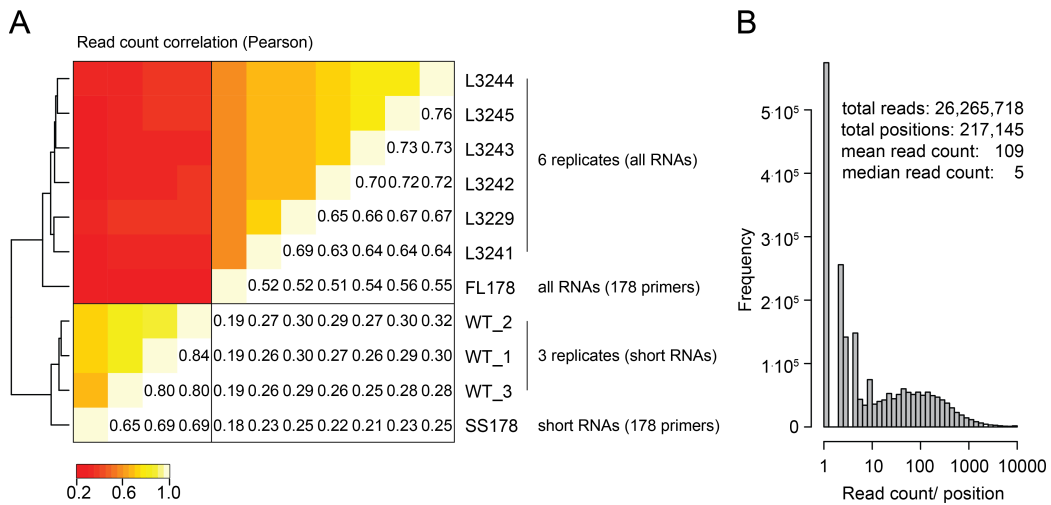 A
Read count correlation (Pearson)
L3244
0.76 L3245
0.73 0.73 L3243
0.70 0.72 0.72 L3242
6 replicates (all RNAs)
0.65 0.66 0.67 0.67 L3229
0.69 0.63 0.64 0.64 0.64 L3241
0.52 0.52 0.51 0.54 0.56 0.55 FL178 all RNAs (178 primers)
0.19 0.27 0.30 0.29 0.27 0.30 0.32 WT_2
0.84 0.19 0.26 0.30 0.27 0.26 0.29 0.30 WT_1 3 replicates (short RNAs)
0.80 0.80 0.19 0.26 0.29 0.26 0.25 0.28 0.28 WT_3
0.65 0.69 0.69 0.18 0.23 0.25 0.22 0.21 0.23 0.25 SS178 short RNAs (178 primers)
0.2 0.6 1.0
B
total reads: 26,265,718
total positions: 217,145
mean read count: 109
median read count: 5
Frequency
5·10⁵
4·10⁵
3·10⁵
2·10⁵
1·10⁵
0
1 10 100 1000 10000
Read count/ position